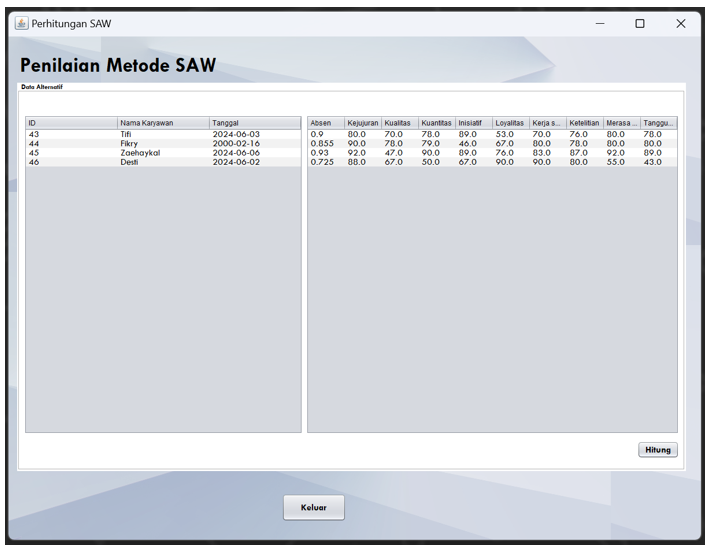 Perhitungan SAW
Penilaian Metode SAW
Data Alternatif
ID Nama Karyawan Tanggal Absen Kejujuran Kualitas Kuantitas Inisiatif Loyalitas Kerja s... Ketelitian Merasa ... Tanggu...
43 Tifi 2024-06-03 0.9 80.0 70.0 78.0 89.0 53.0 70.0 76.0 80.0 78.0
44 Fikry 2000-02-16 0.855 90.0 78.0 79.0 46.0 67.0 80.0 78.0 80.0 80.0
45 Zaehaykal 2024-06-06 0.93 92.0 47.0 90.0 89.0 76.0 83.0 87.0 92.0 89.0
46 Desti 2024-06-02 0.725 88.0 67.0 50.0 67.0 90.0 90.0 80.0 55.0 43.0
Hitung
Keluar